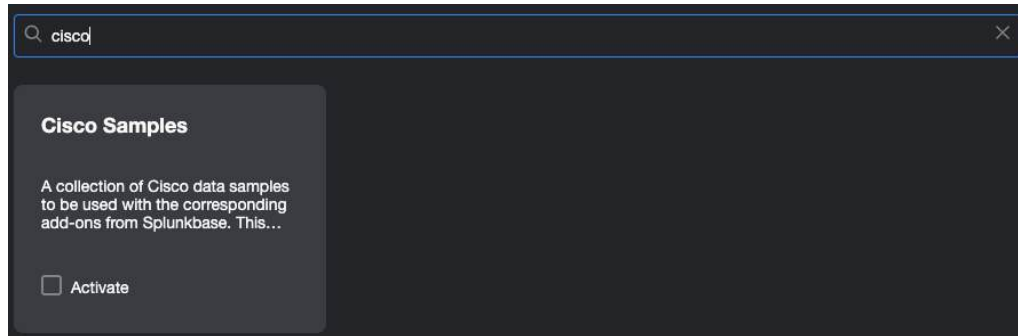 cisco
Cisco Samples
A collection of Cisco data samples
to be used with the corresponding
add-ons from Splunkbase. This...
Activate